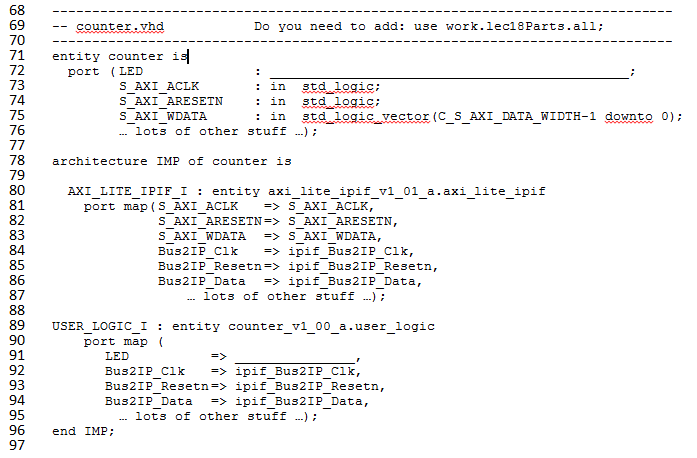 68 ------------------------------------------------------------------------------
69 -- counter.vhd Do you need to add: use work.lec18Parts.all;
70 ------------------------------------------------------------------------------
71 entity counter is
72 port ( LED : _____________________________________________;
73 S_AXI_ACLK : in std_logic;
74 S_AXI_ARESETN : in std_logic;
75 S_AXI_WDATA : in std_logic_vector(C_S_AXI_DATA_WIDTH-1 downto 0);
76 … lots of other stuff …);
77
78 architecture IMP of counter is
79
80 AXI_LITE_IPIF_I : entity axi_lite_ipif_v1_01_a.axi_lite_ipif
81 port map(S_AXI_ACLK => S_AXI_ACLK,
82 S_AXI_ARESETN=> S_AXI_ARESETN,
83 S_AXI_WDATA => S_AXI_WDATA,
84 Bus2IP_Clk => ipif_Bus2IP_Clk,
85 Bus2IP_Resetn=> ipif_Bus2IP_Resetn,
86 Bus2IP_Data => ipif_Bus2IP_Data,
87 … lots of other stuff …);
88
89 USER_LOGIC_I : entity counter_v1_00_a.user_logic
90 port map (
91 LED => _______________,
92 Bus2IP_Clk => ipif_Bus2IP_Clk,
93 Bus2IP_Resetn=> ipif_Bus2IP_Resetn,
94 Bus2IP_Data => ipif_Bus2IP_Data,
95 … lots of other stuff …);
96 end IMP;
97